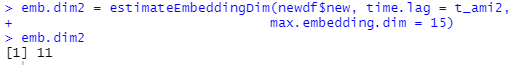 > emb.dim2 = estimateEmbeddingDim(newdf$new, time.lag = t_ami2,
+                                 max.embedding.dim = 15)
> emb.dim2
[1] 11